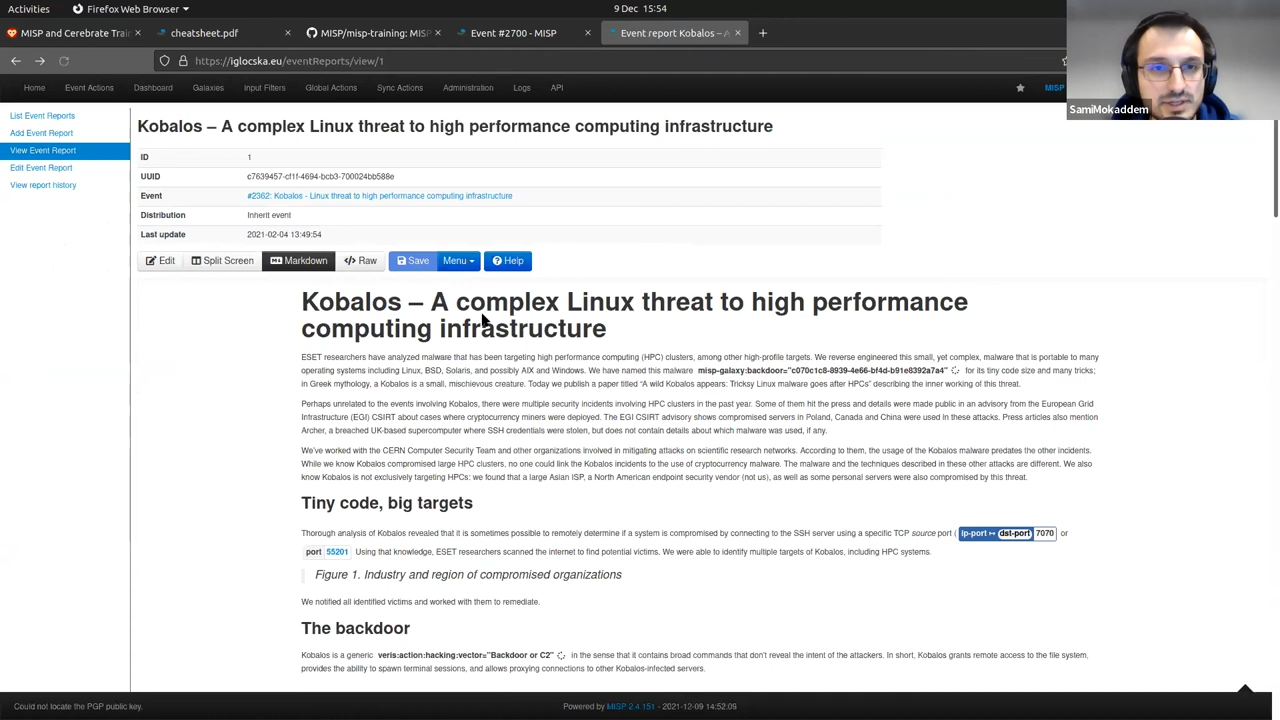 Activities
Firefox Web Browser
9 Dec 15:54
MISP and Cerebrate Trai
cheatsheet.pdf
MISP/misp-training: MISP
Event #2700 - MISP
Event report Kobalos – A
https://iglocska.eu/eventReports/view/1
Home
Event Actions
Dashboard
Galaxies
Input Filters
Global Actions
Sync Actions
Administration
Logs
API
MISP
SamiMokaddem
List Event Reports
Add Event Report
View Event Report
Edit Event Report
View report history
Kobalos – A complex Linux threat to high performance computing infrastructure
ID 1
UUID c7639457-cf1f-4694-bcb3-700024bb588e
Event #2362: Kobalos - Linux threat to high performance computing infrastructure
Distribution Inherit event
Last update 2021-02-04 13:49:54
Edit
Split Screen
Markdown
</> Raw
Save
Menu
Help
Kobalos – A complex Linux threat to high performance
computing infrastructure
ESET researchers have analyzed malware that has been targeting high performance computing (HPC) clusters, among other high-profile targets. We reverse engineered this small, yet complex, malware that is portable to many
operating systems including Linux, BSD, Solaris, and possibly AIX and Windows. We have named this malware misp-galaxy:backdoor="c070c1c8-8939-4e66-bf4d-b91e8392a7a4" for its tiny code size and many tricks;
in Greek mythology, a Kobalos is a small, mischievous creature. Today we publish a paper titled "A wild Kobalos appears: Tricksy Linux malware goes after HPCs" describing the inner working of this threat.
Perhaps unrelated to the events involving Kobalos, there were multiple security incidents involving HPC clusters in the past year. Some of them hit the press and details were made public in an advisory from the European Grid
Infrastructure (EGI) CSIRT about cases where cryptocurrency miners were deployed. The EGI CSIRT advisory shows compromised servers in Poland, Canada and China were used in these attacks. Press articles also mention
Archer, a breached UK-based supercomputer where SSH credentials were stolen, but does not contain details about which malware was used, if any.
We've worked with the CERN Computer Security Team and other organizations involved in mitigating attacks on scientific research networks. According to them, the usage of the Kobalos malware predates the other incidents.
While we know Kobalos compromised large HPC clusters, no one could link the Kobalos incidents to the use of cryptocurrency malware. The malware and the techniques described in these other attacks are different. We also
know Kobalos is not exclusively targeting HPCs: we found that a large Asian ISP, a North American endpoint security vendor (not us), as well as some personal servers were also compromised by this threat.
Tiny code, big targets
Thorough analysis of Kobalos revealed that it is sometimes possible to remotely determine if a system is compromised by connecting to the SSH server using a specific TCP source port ( ip-port ↦ dst-port 7070 or
port 55201 Using that knowledge, ESET researchers scanned the internet to find potential victims. We were able to identify multiple targets of Kobalos, including HPC systems.
Figure 1. Industry and region of compromised organizations
We notified all identified victims and worked with them to remediate.
The backdoor
Kobalos is a generic veris:action:hacking:vector="Backdoor or C2" in the sense that it contains broad commands that don't reveal the intent of the attackers. In short, Kobalos grants remote access to the file system,
provides the ability to spawn terminal sessions, and allows proxying connections to other Kobalos-infected servers.
Could not locate the PGP public key.
Powered by MISP 2.4.151 - 2021-12-09 14:52:09